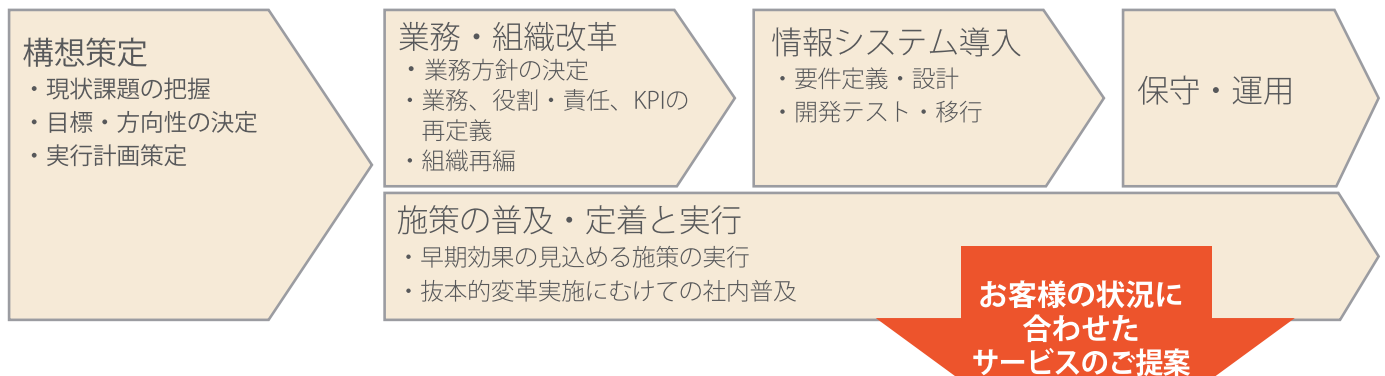 構想策定
・現状課題の把握
・目標・方向性の決定
・実行計画策定
業務・組織改革
・業務方針の決定
・業務、役割・責任、KPIの
再定義
・組織再編
情報システム導入
・要件定義・設計
・開発テスト・移行
保守・運用
施策の普及・定着と実行
・早期効果の見込める施策の実行
・抜本的変革実施にむけての社内普及
お客様の状況に
合わせた
サービスのご提案